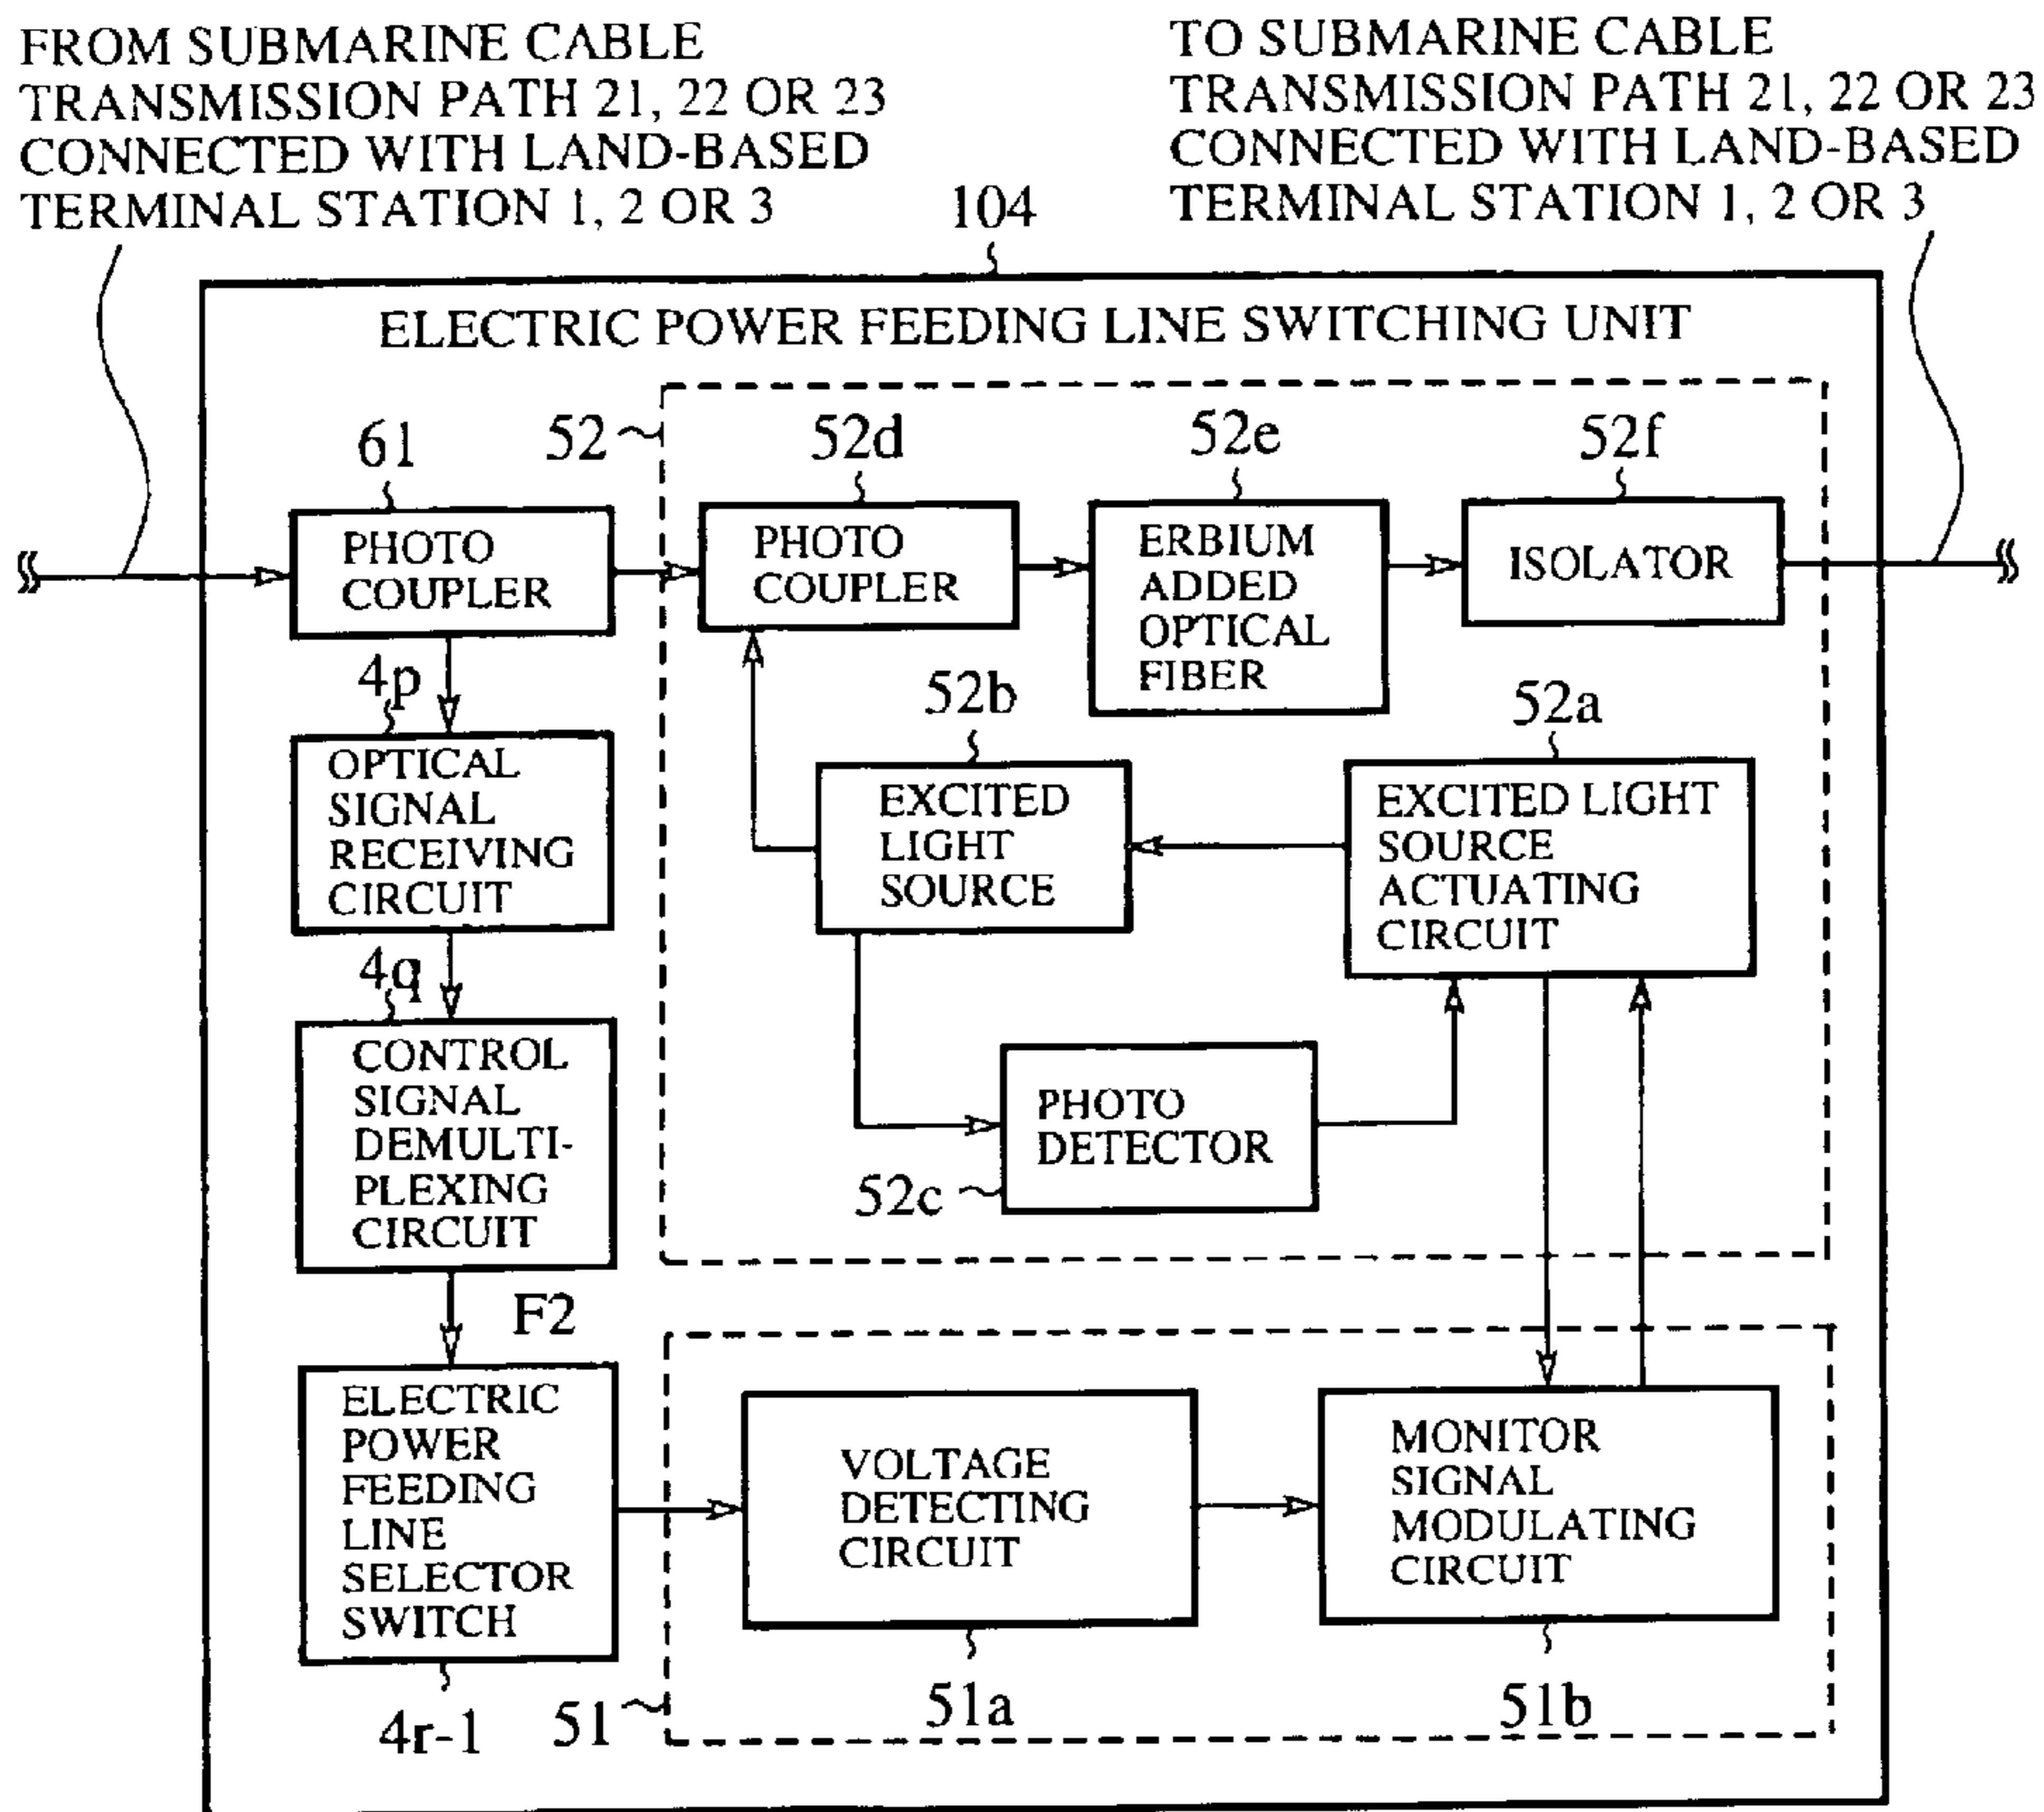 FROM SUBMARINE CABLE
TRANSMISSION PATH 21, 22 OR 23
CONNECTED WITH LAND-BASED
TERMINAL STATION 1, 2 OR 3
TO SUBMARINE CABLE
TRANSMISSION PATH 21, 22 OR 23
CONNECTED WITH LAND-BASED
TERMINAL STATION 1, 2 OR 3
104
ELECTRIC POWER FEEDING LINE SWITCHING UNIT
61
52
52d
52e
52f
PHOTO
COUPLER
PHOTO
COUPLER
ERBIUM
ADDED
OPTICAL
FIBER
ISOLATOR
4p
52b
52a
OPTICAL
SIGNAL
RECEIVING
CIRCUIT
EXCITED
LIGHT
SOURCE
EXCITED LIGHT
SOURCE
ACTUATING
CIRCUIT
4q
CONTROL
SIGNAL
DEMULTI-
PLEXING
CIRCUIT
PHOTO
DETECTOR
52c
F2
ELECTRIC
POWER
FEEDING
LINE
SELECTOR
SWITCH
VOLTAGE
DETECTING
CIRCUIT
MONITOR
SIGNAL
MODULATING
CIRCUIT
4r-1
51
51a
51b